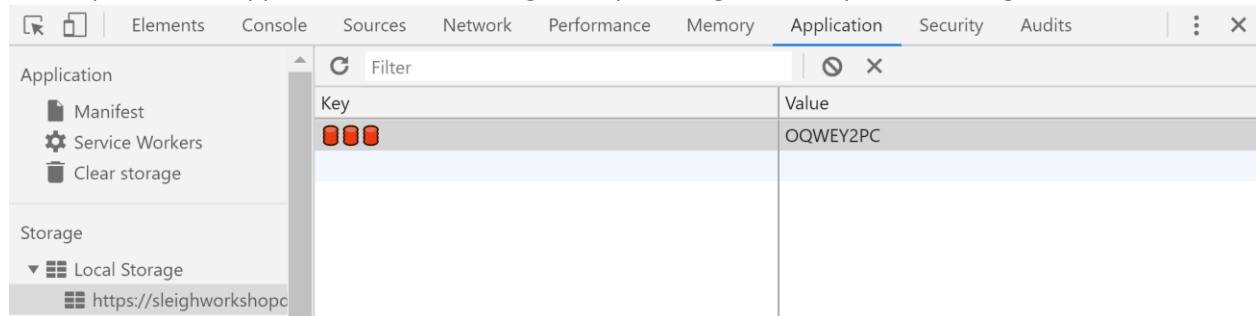 Elements Console Sources Network Performance Memory Application Security Audits
Application
Manifest
Service Workers
Clear storage
Storage
Local Storage
https://sleighworkshopd
Filter
Key Value
🛢🛢🛢 OQWEY2PC